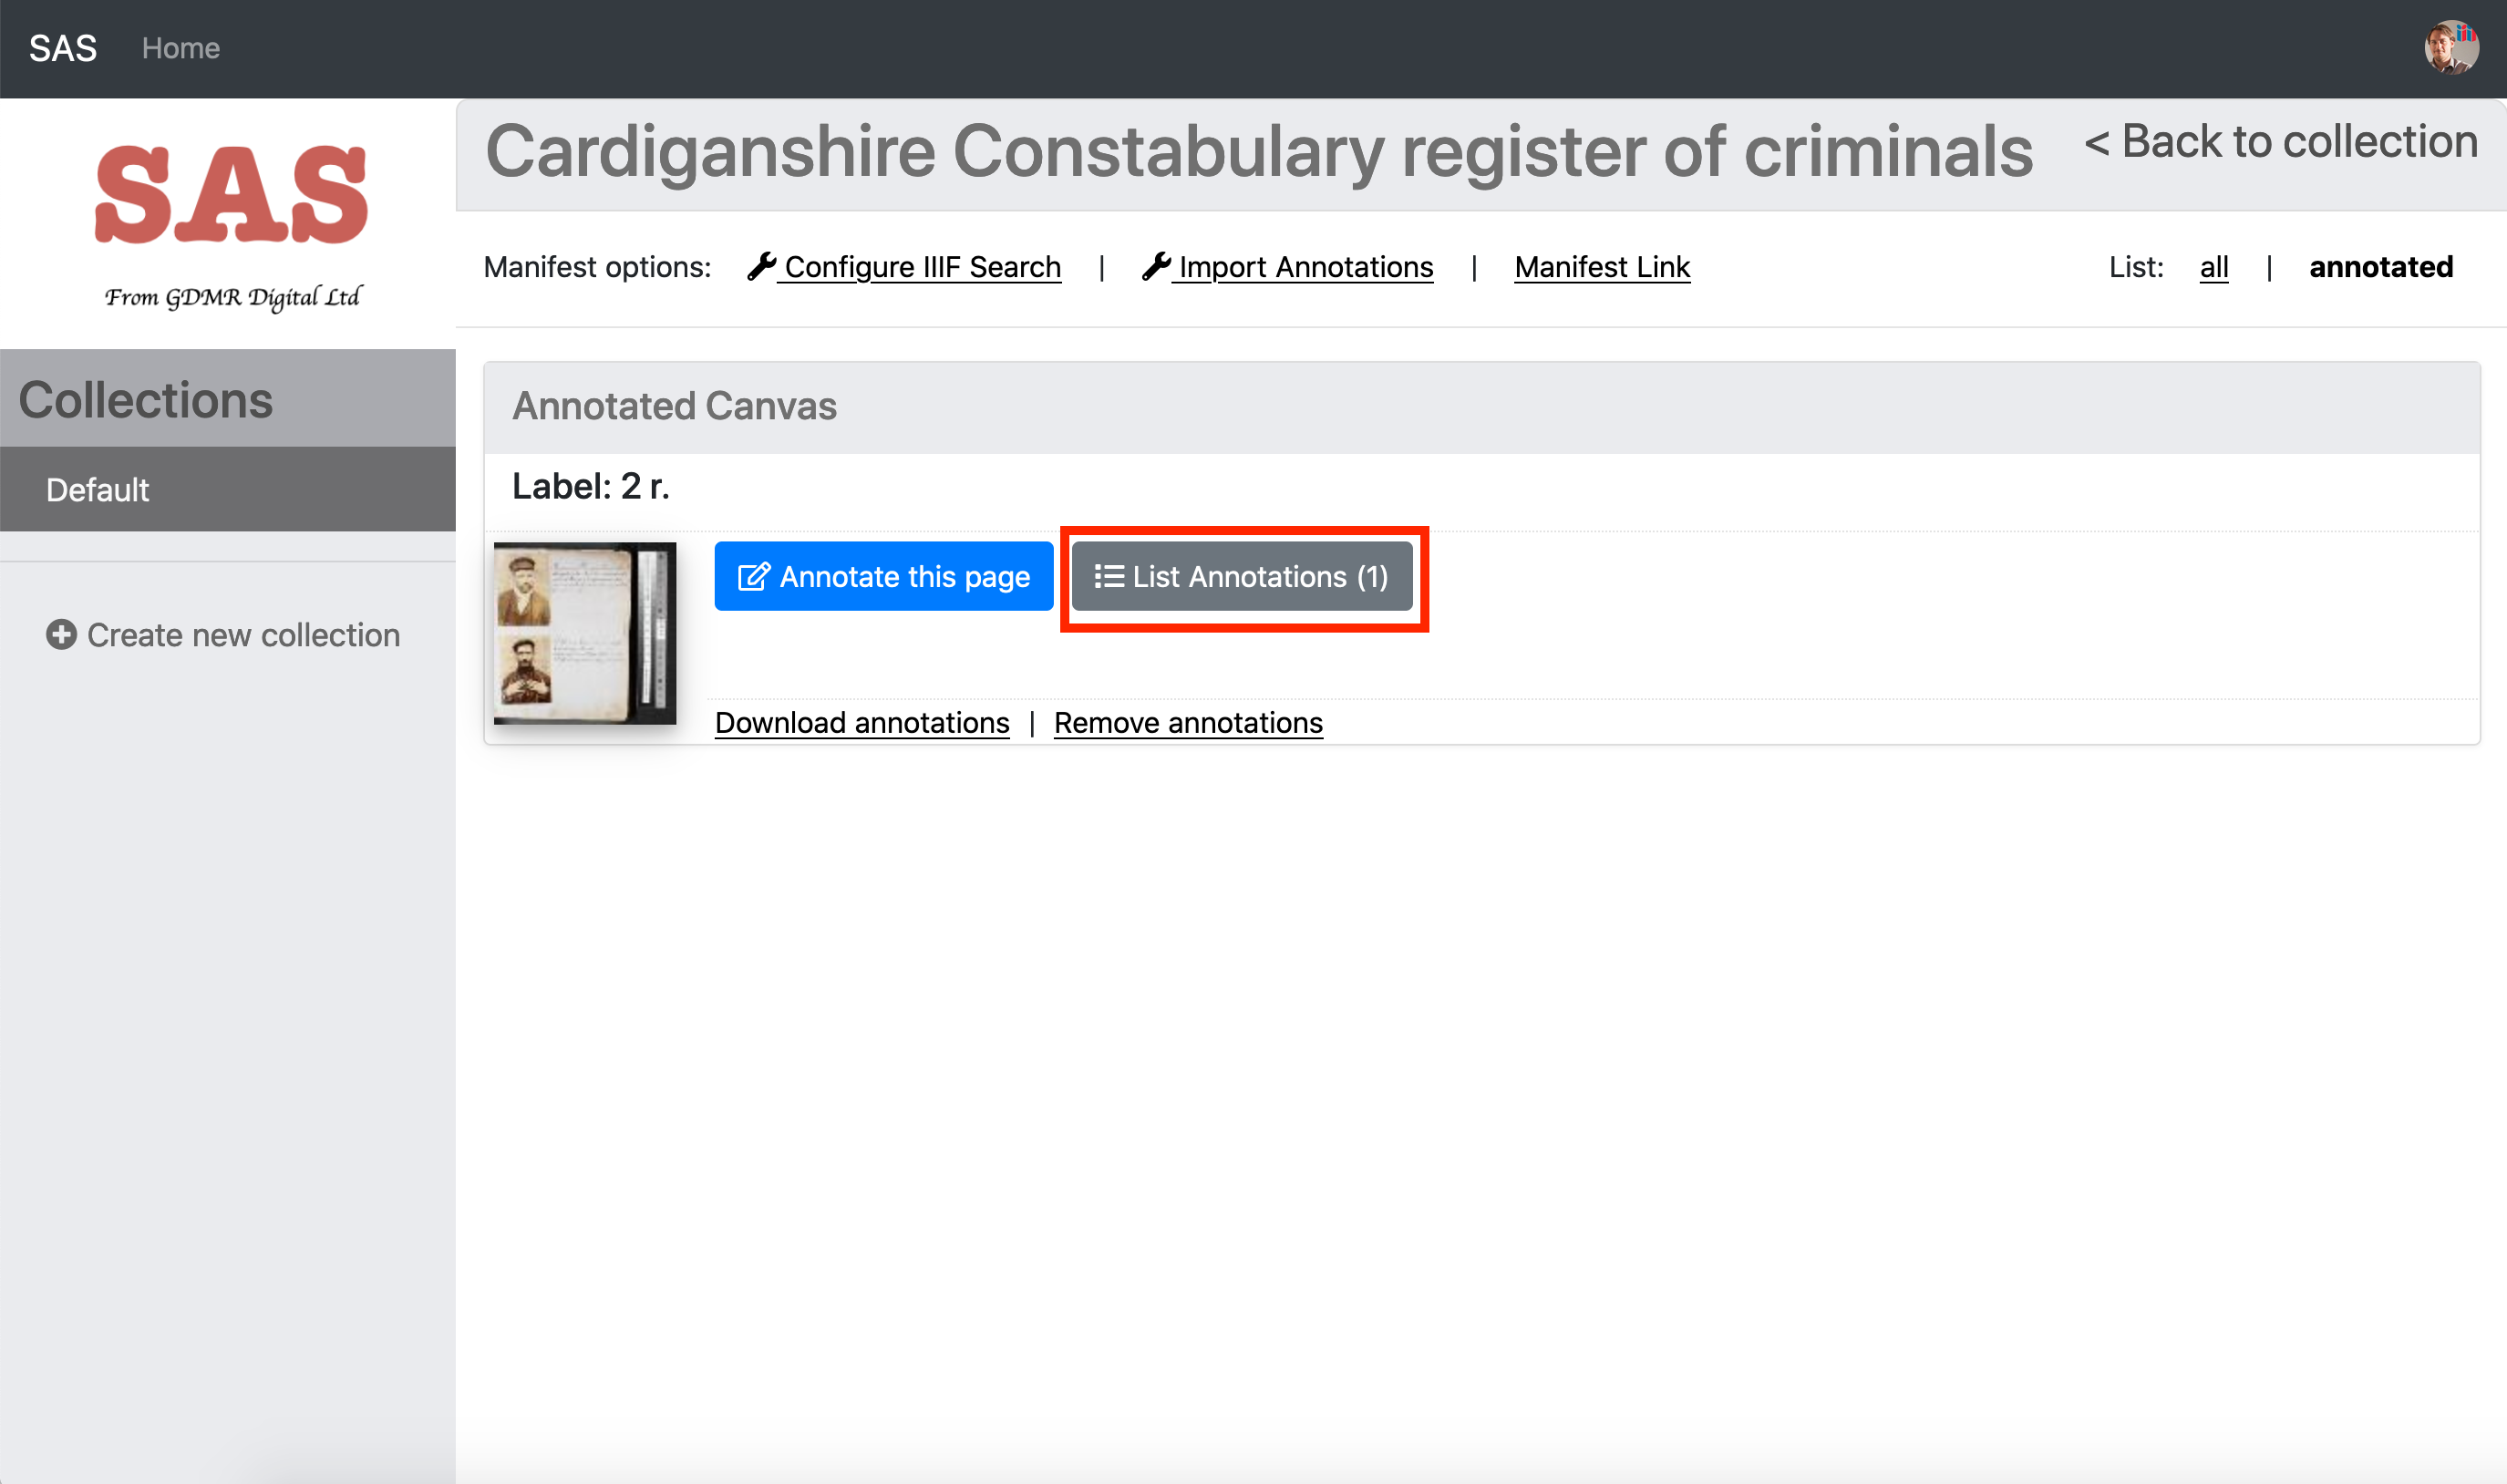 SAS Home
SAS
From GDMR Digital Ltd
Collections
Default
Create new collection
Cardiganshire Constabulary register of criminals < Back to collection
Manifest options: Configure IIIF Search | Import Annotations | Manifest Link List: all | annotated
Annotated Canvas
Label: 2 r.
Annotate this page List Annotations (1)
Download annotations | Remove annotations